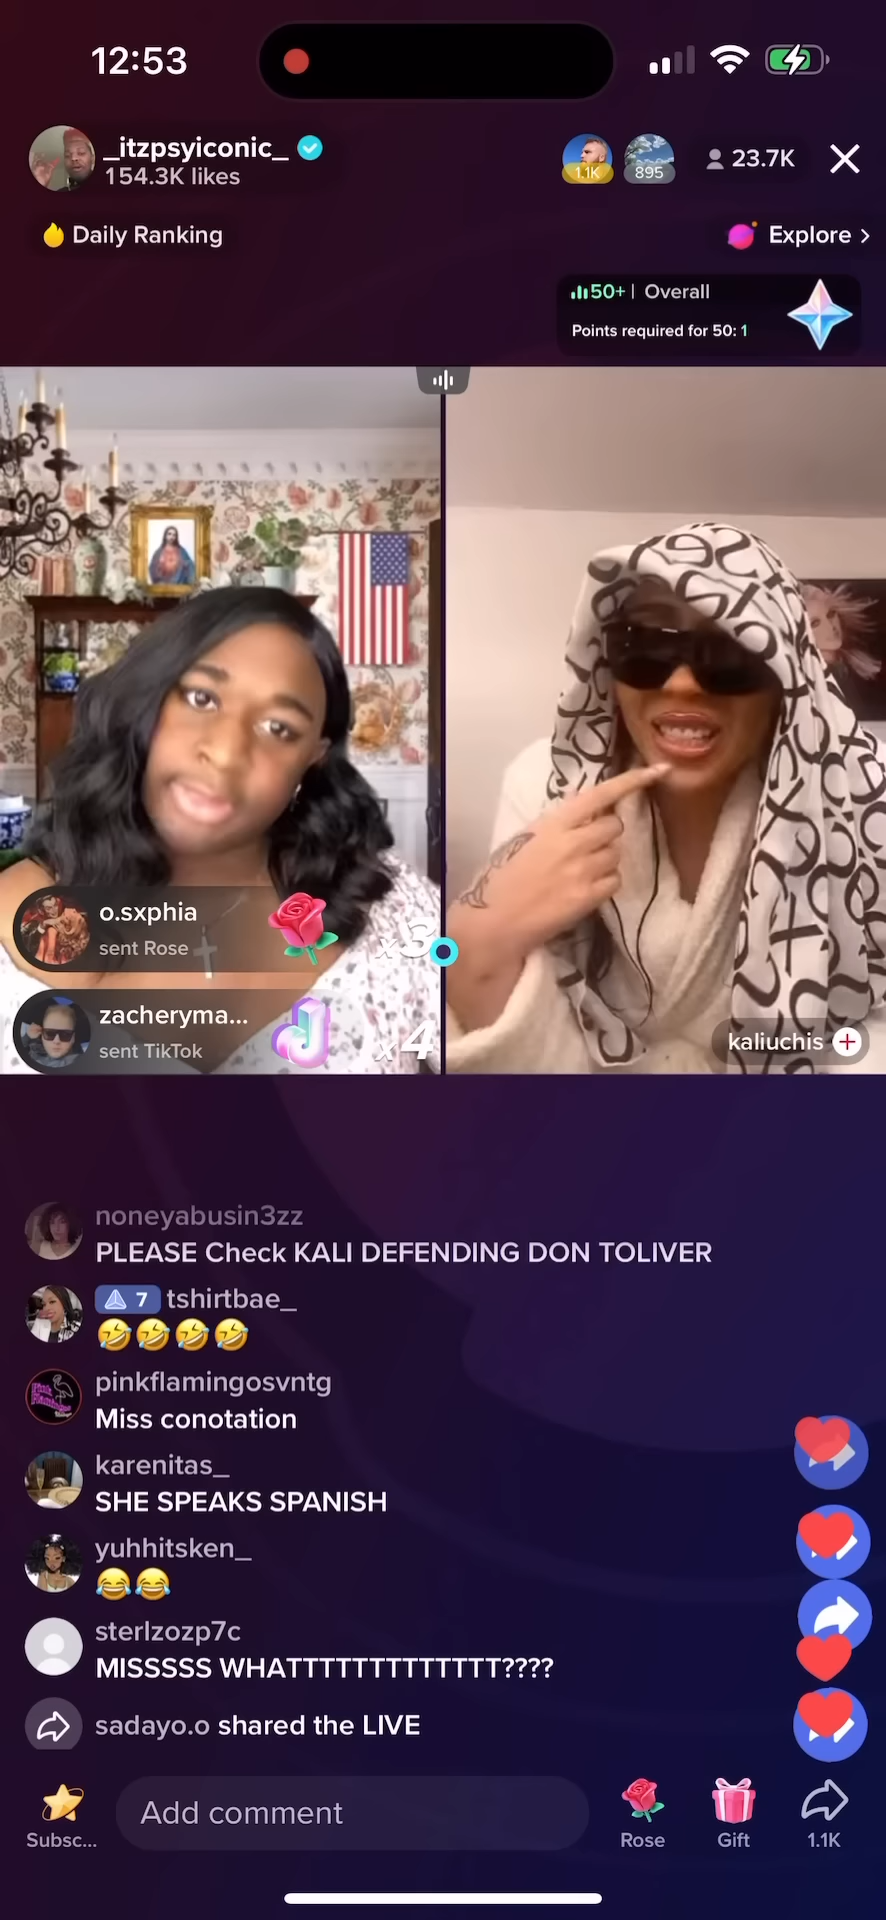 12:53
_itzpsyiconic_
154.3K likes
1.1K
895
23.7K
Daily Ranking
Explore >
50+ | Overall
Points required for 50: 1
o.sxphia
sent Rose
x3
zacheryma...
sent TikTok
x4
kaliuchis
noneyabusin3zz
PLEASE Check KALI DEFENDING DON TOLIVER
7 tshirtbae_
🤣🤣🤣🤣
pinkflamingosvntg
Miss conotation
karenitas_
SHE SPEAKS SPANISH
yuhhitsken_
😂😂
sterlzozp7c
MISSSSS WHATTTTTTTTTTTTT????
sadayo.o shared the LIVE
Subsc...
Add comment
Rose
Gift
1.1K